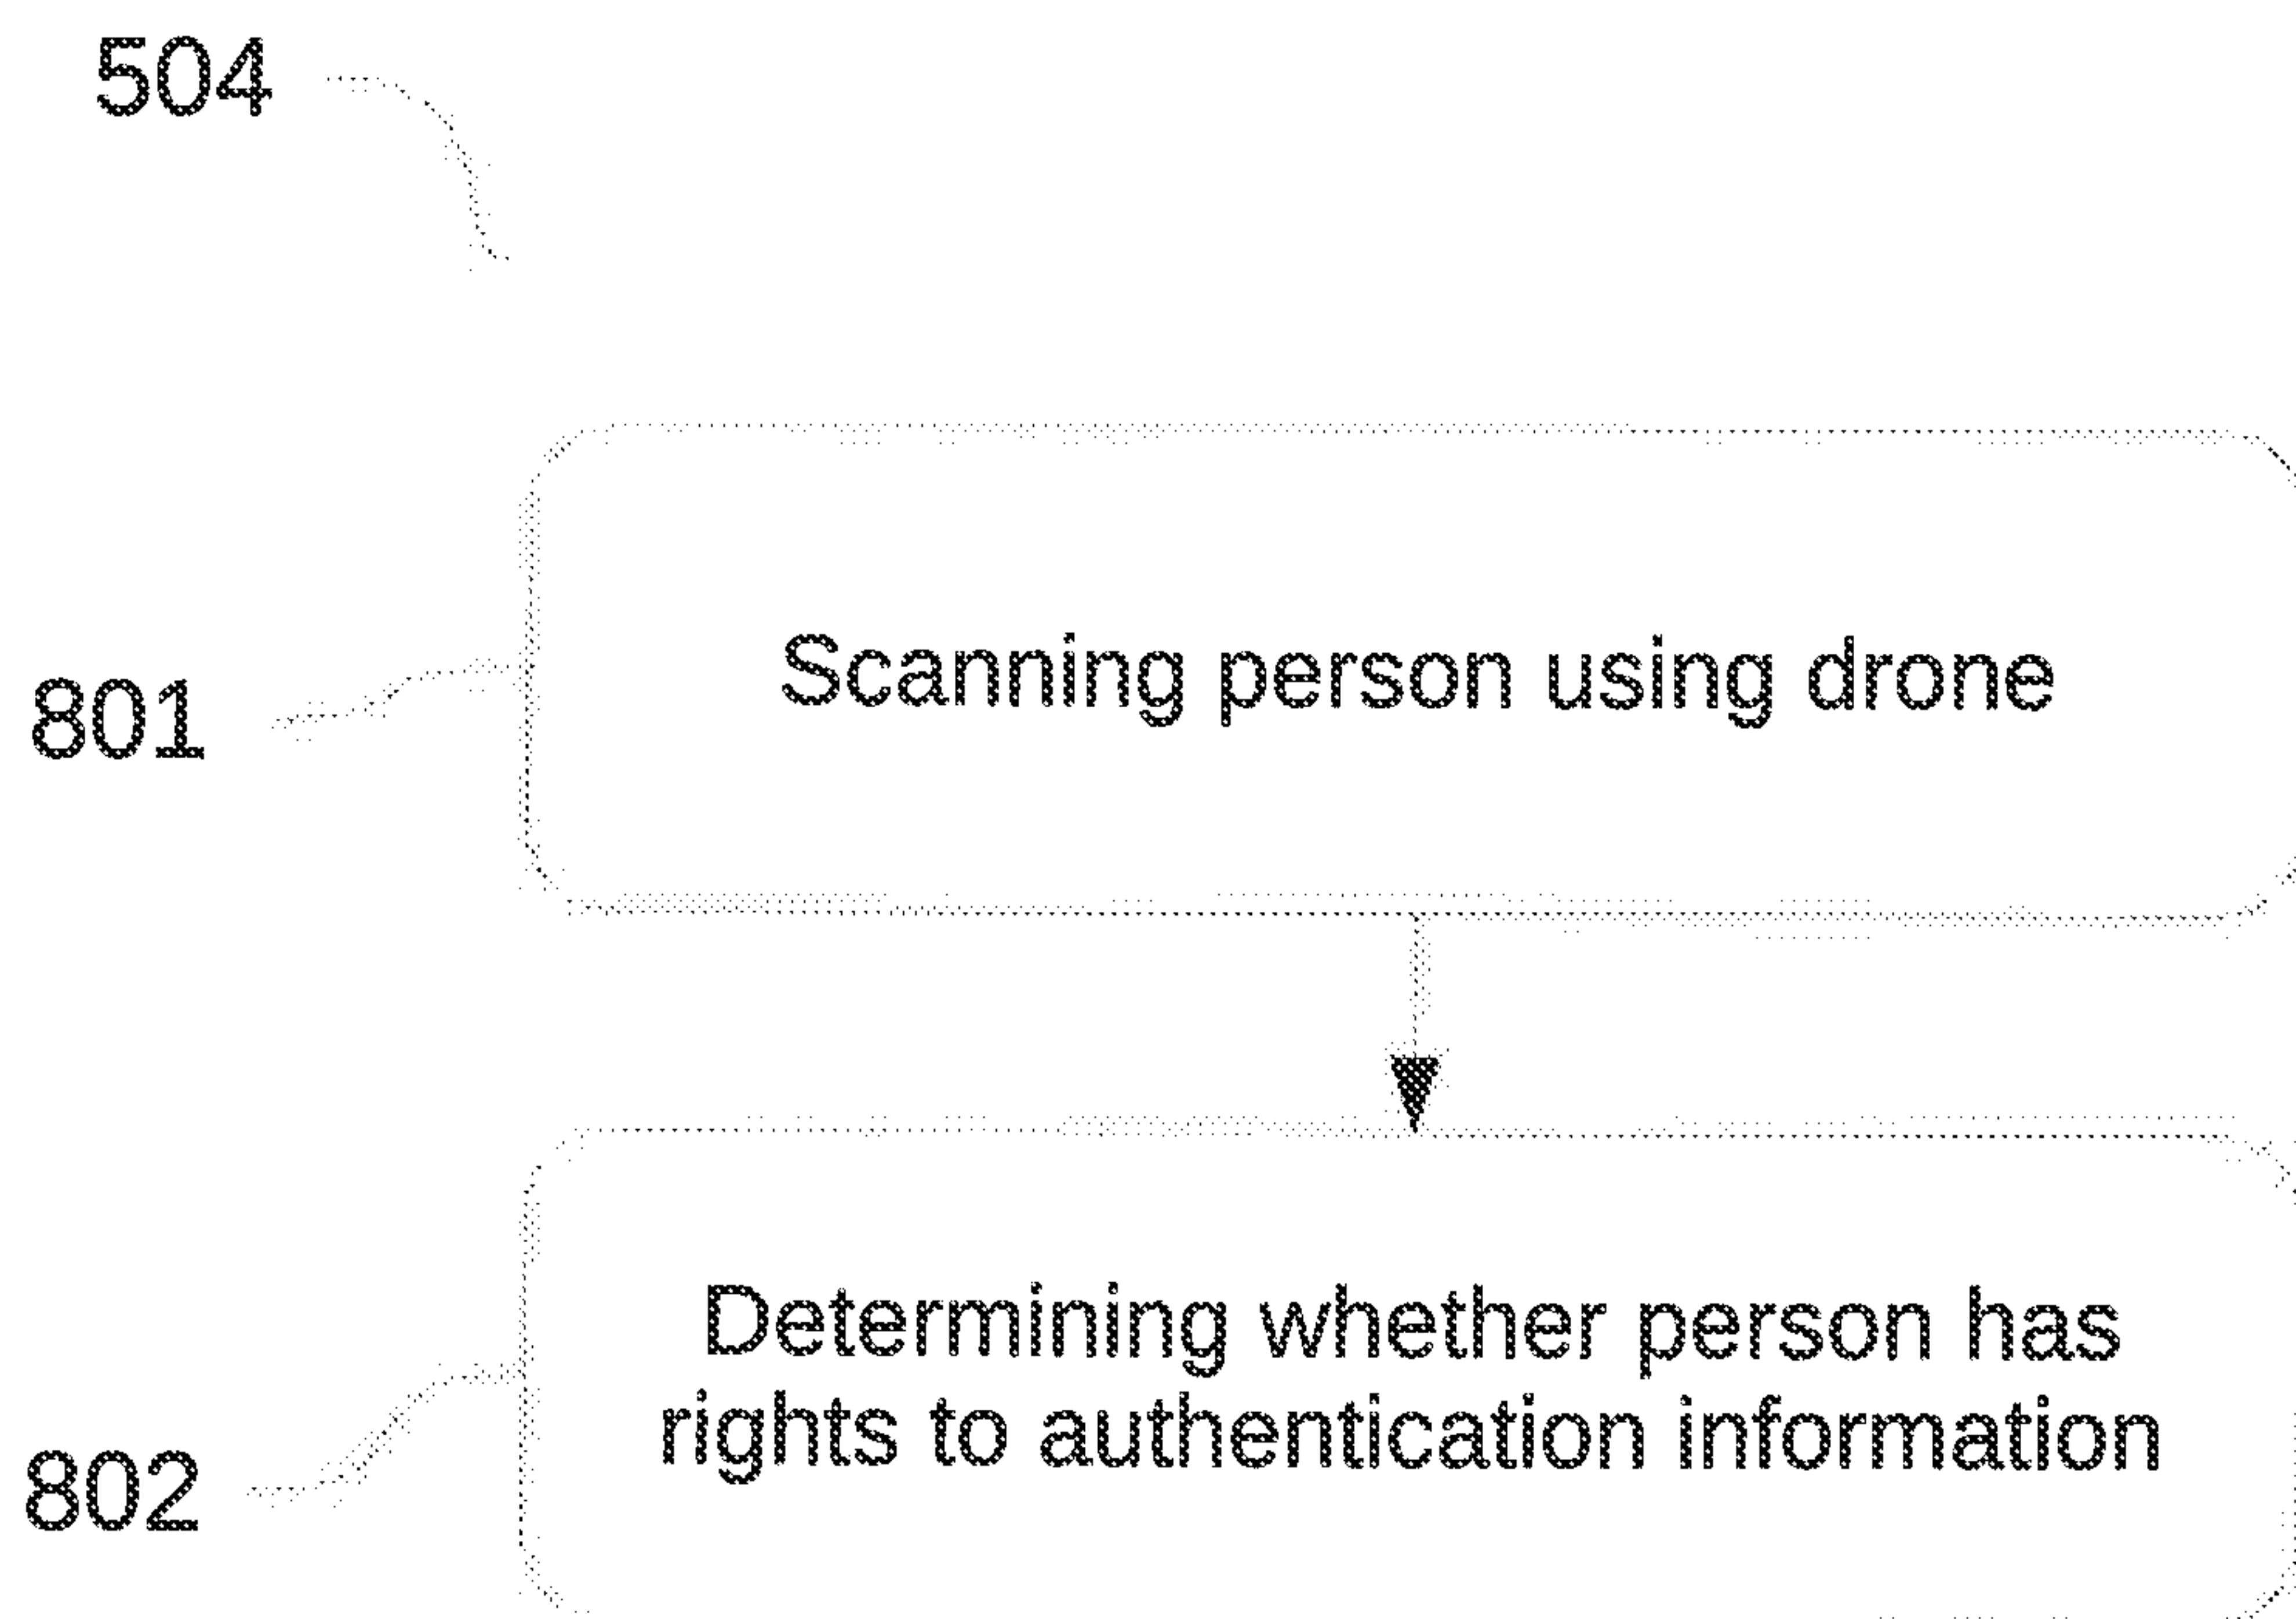 504
801
Scanning person using drone
Determining whether person has
rights to authentication information
802